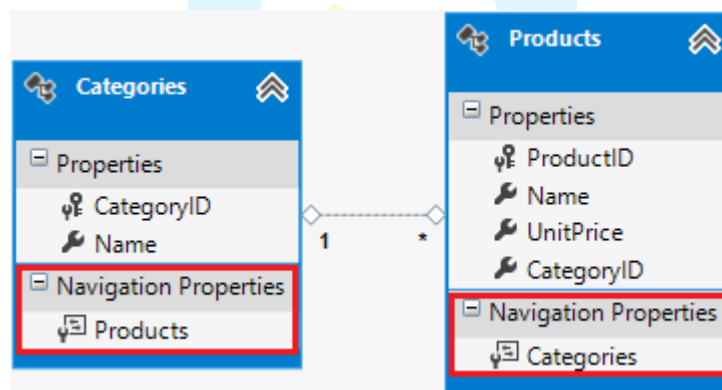 Categories
Properties
CategoryID
Name
Navigation Properties
Products
1
*
Products
Properties
ProductID
Name
UnitPrice
CategoryID
Navigation Properties
Categories